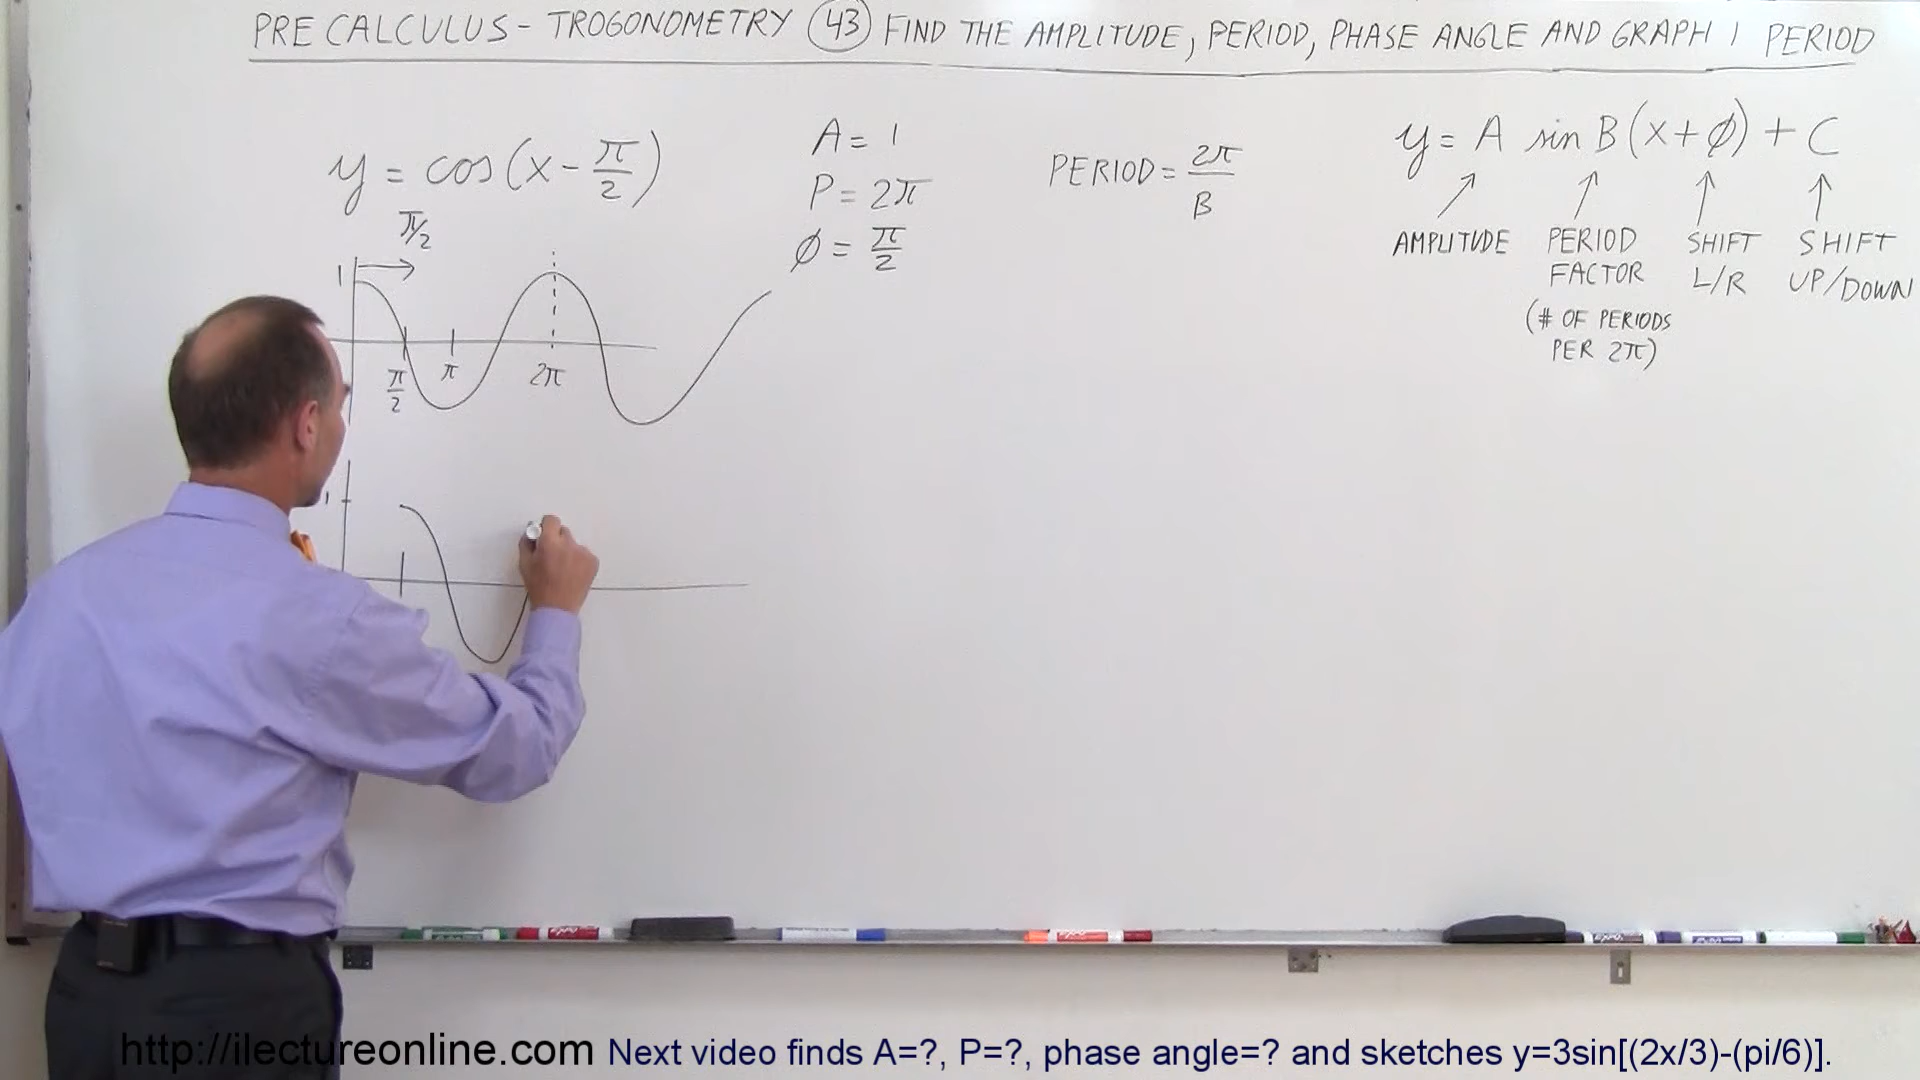 PRE CALCULUS - TROGONOMETRY 43 FIND THE AMPLITUDE, PERIOD, PHASE ANGLE AND GRAPH 1 PERIOD
y = cos(x - π/2)
A = 1
P = 2π
ø = π/2
PERIOD = 2π/B
y = A sin B(x + ø) + C
AMPLITUDE
PERIOD FACTOR
(# OF PERIODS PER 2π)
SHIFT L/R
SHIFT UP/DOWN
π/2
1
π/2
π
2π
1
http://ilectureonline.com Next video finds A=?, P=?, phase angle=? and sketches y=3sin[(2x/3)-(pi/6)].